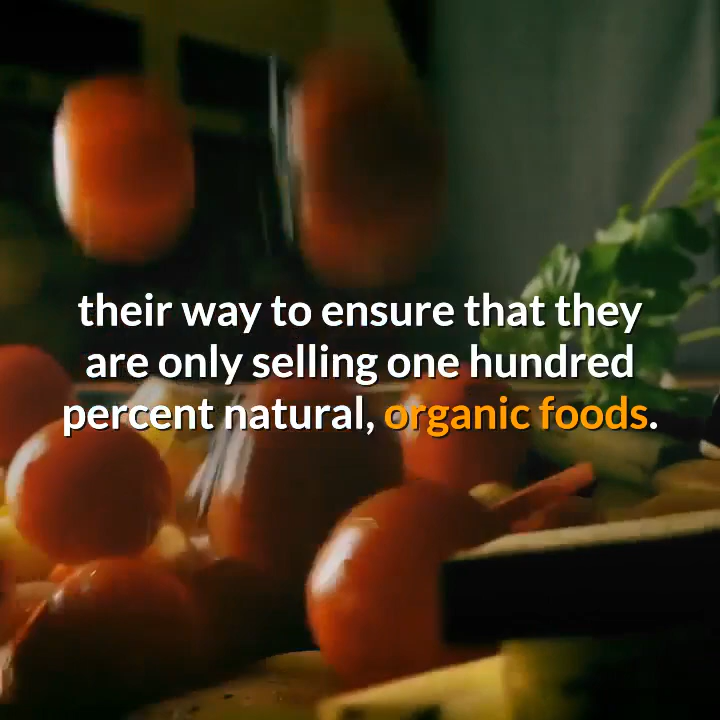 their way to ensure that they
are only selling one hundred
percent natural, organic foods.